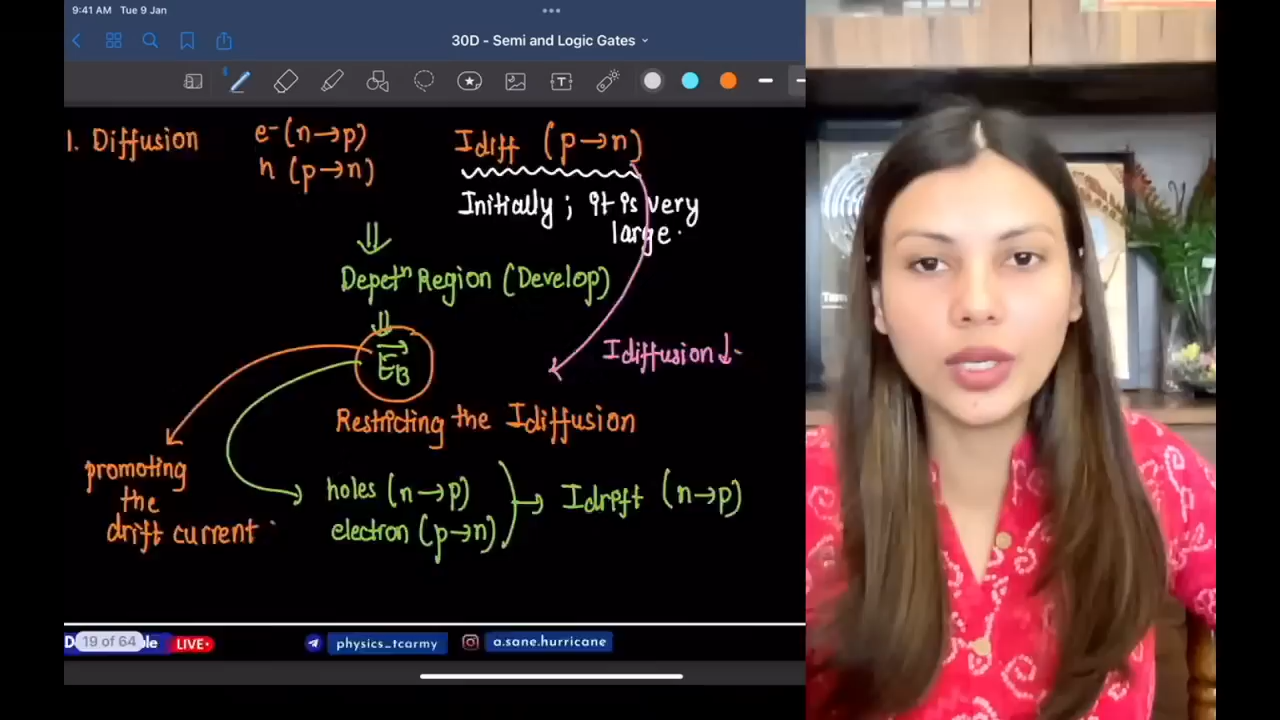 9:41 AM Tue 9 Jan
30D - Semi and Logic Gates
1. Diffusion
e- (n→p)
h (p→n)
Idiff (p→n)
Initially ; it is very
large.
⇓
Depetⁿ Region (Develop)
⇓
E⃗B
Idiffusion↓
Restricting the Idiffusion
promoting
the
drift current
holes (n→p)
electron (p→n)
→ Idrift (n→p)
19 of 64
LIVE
physics_tcarmy
a.sane.hurricane